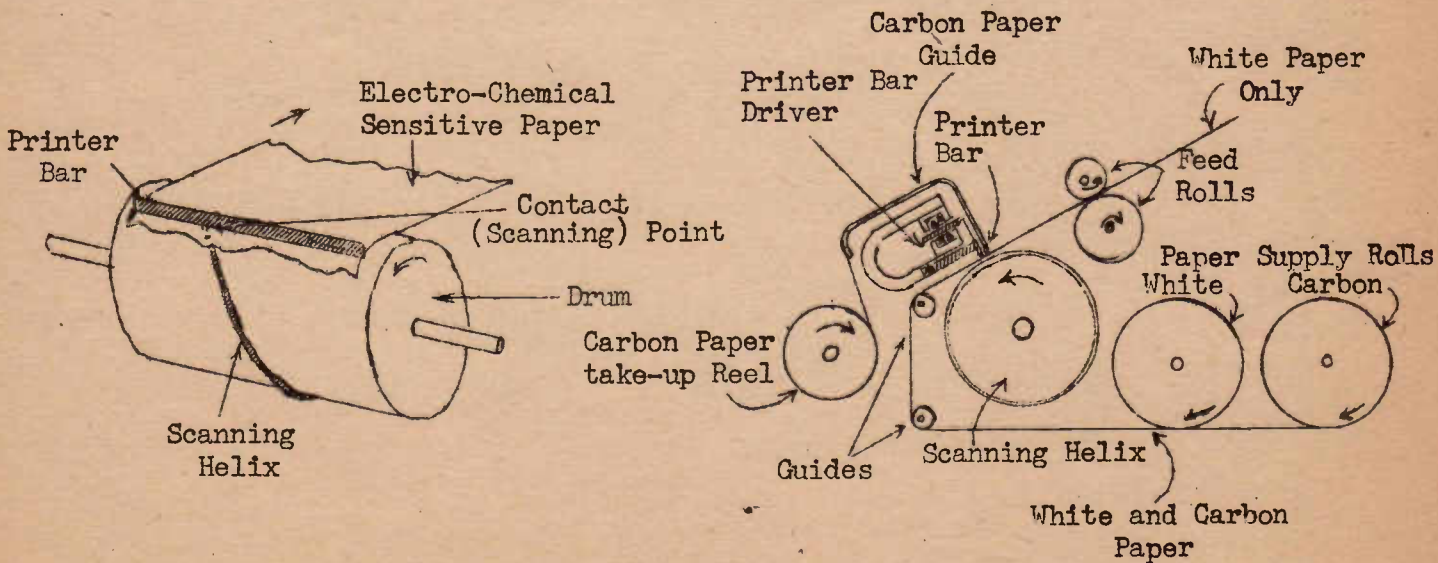 Printer
Bar
Electro-Chemical
Sensitive Paper
Contact
(Scanning) Point
Drum
Scanning
Helix
Carbon Paper
Guide
Printer Bar
Driver
Printer
Bar
White Paper
Only
Feed
Rolls
Paper Supply Rolls
White
Carbon
Carbon Paper
take-up Reel
Guides
Scanning Helix
White and Carbon
Paper